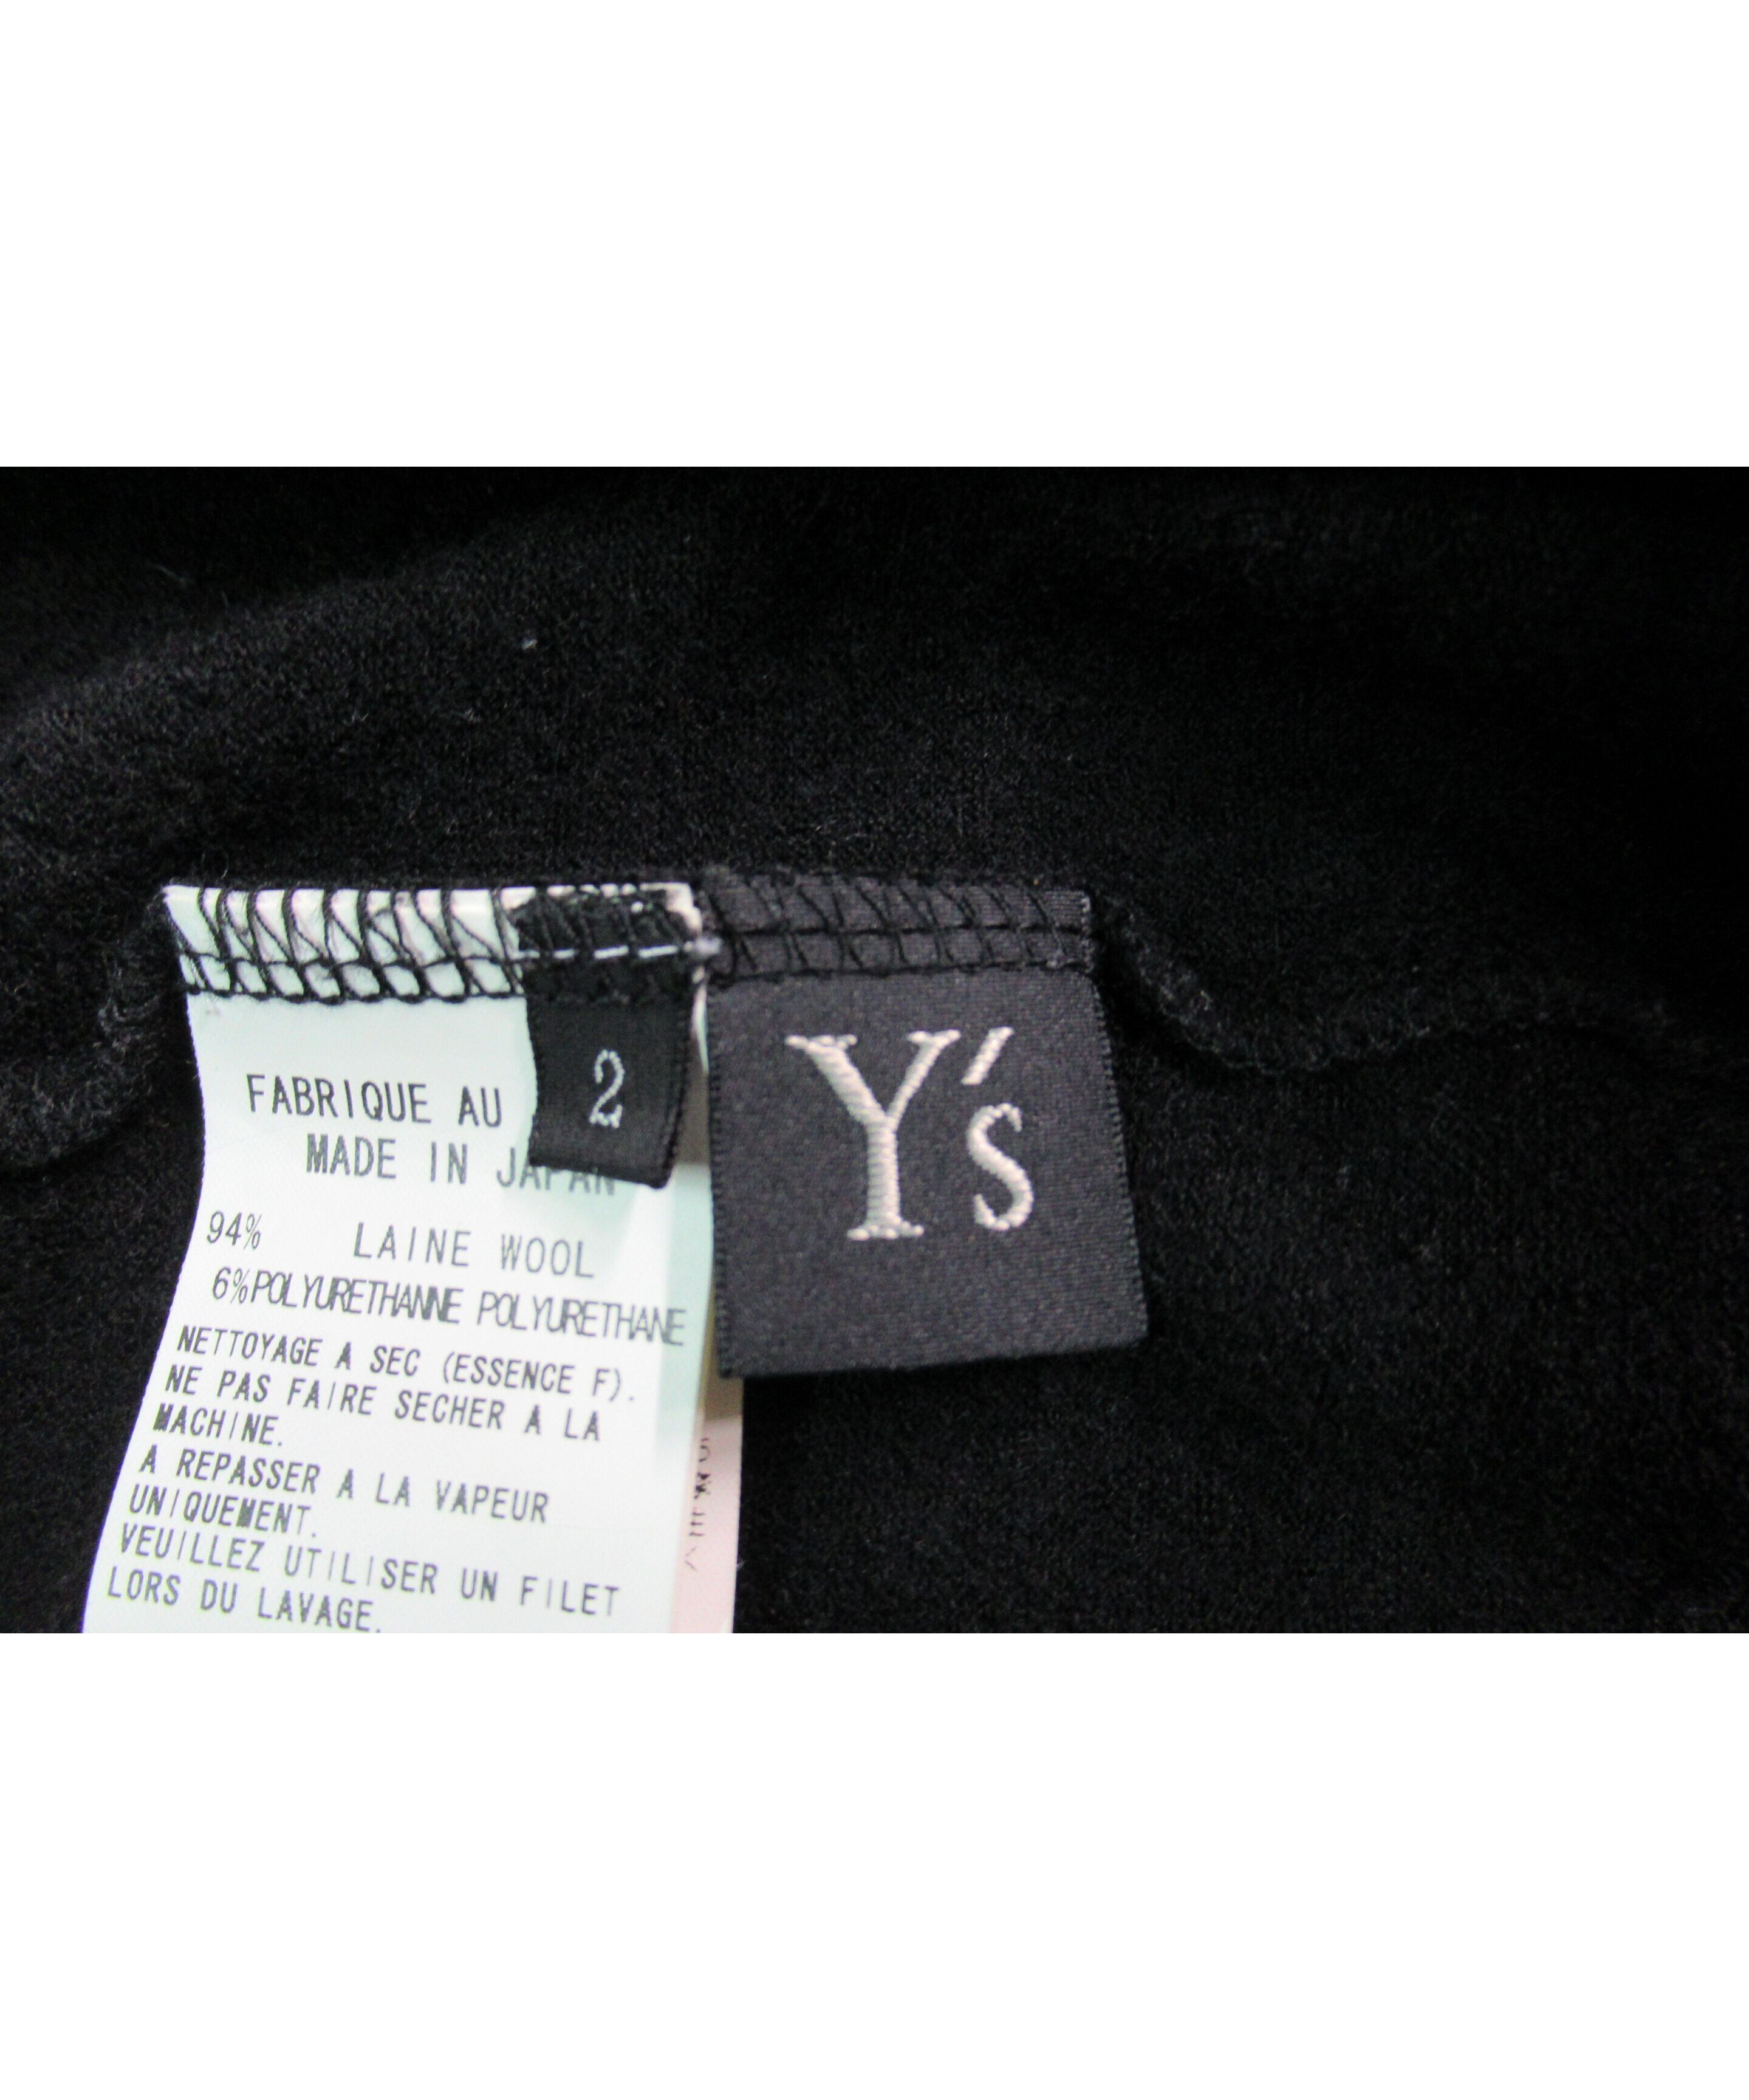 FABRIQUE AU
MADE IN JAPAN
2
Y's
94% LAINE WOOL
6%POLYURETHANNE POLYURETHANE
NETTOYAGE A SEC (ESSENCE F).
NE PAS FAIRE SECHER A LA
MACHINE.
A REPASSER A LA VAPEUR
UNIQUEMENT.
VEUILLEZ UTILISER UN FILET
LORS DU LAVAGE.